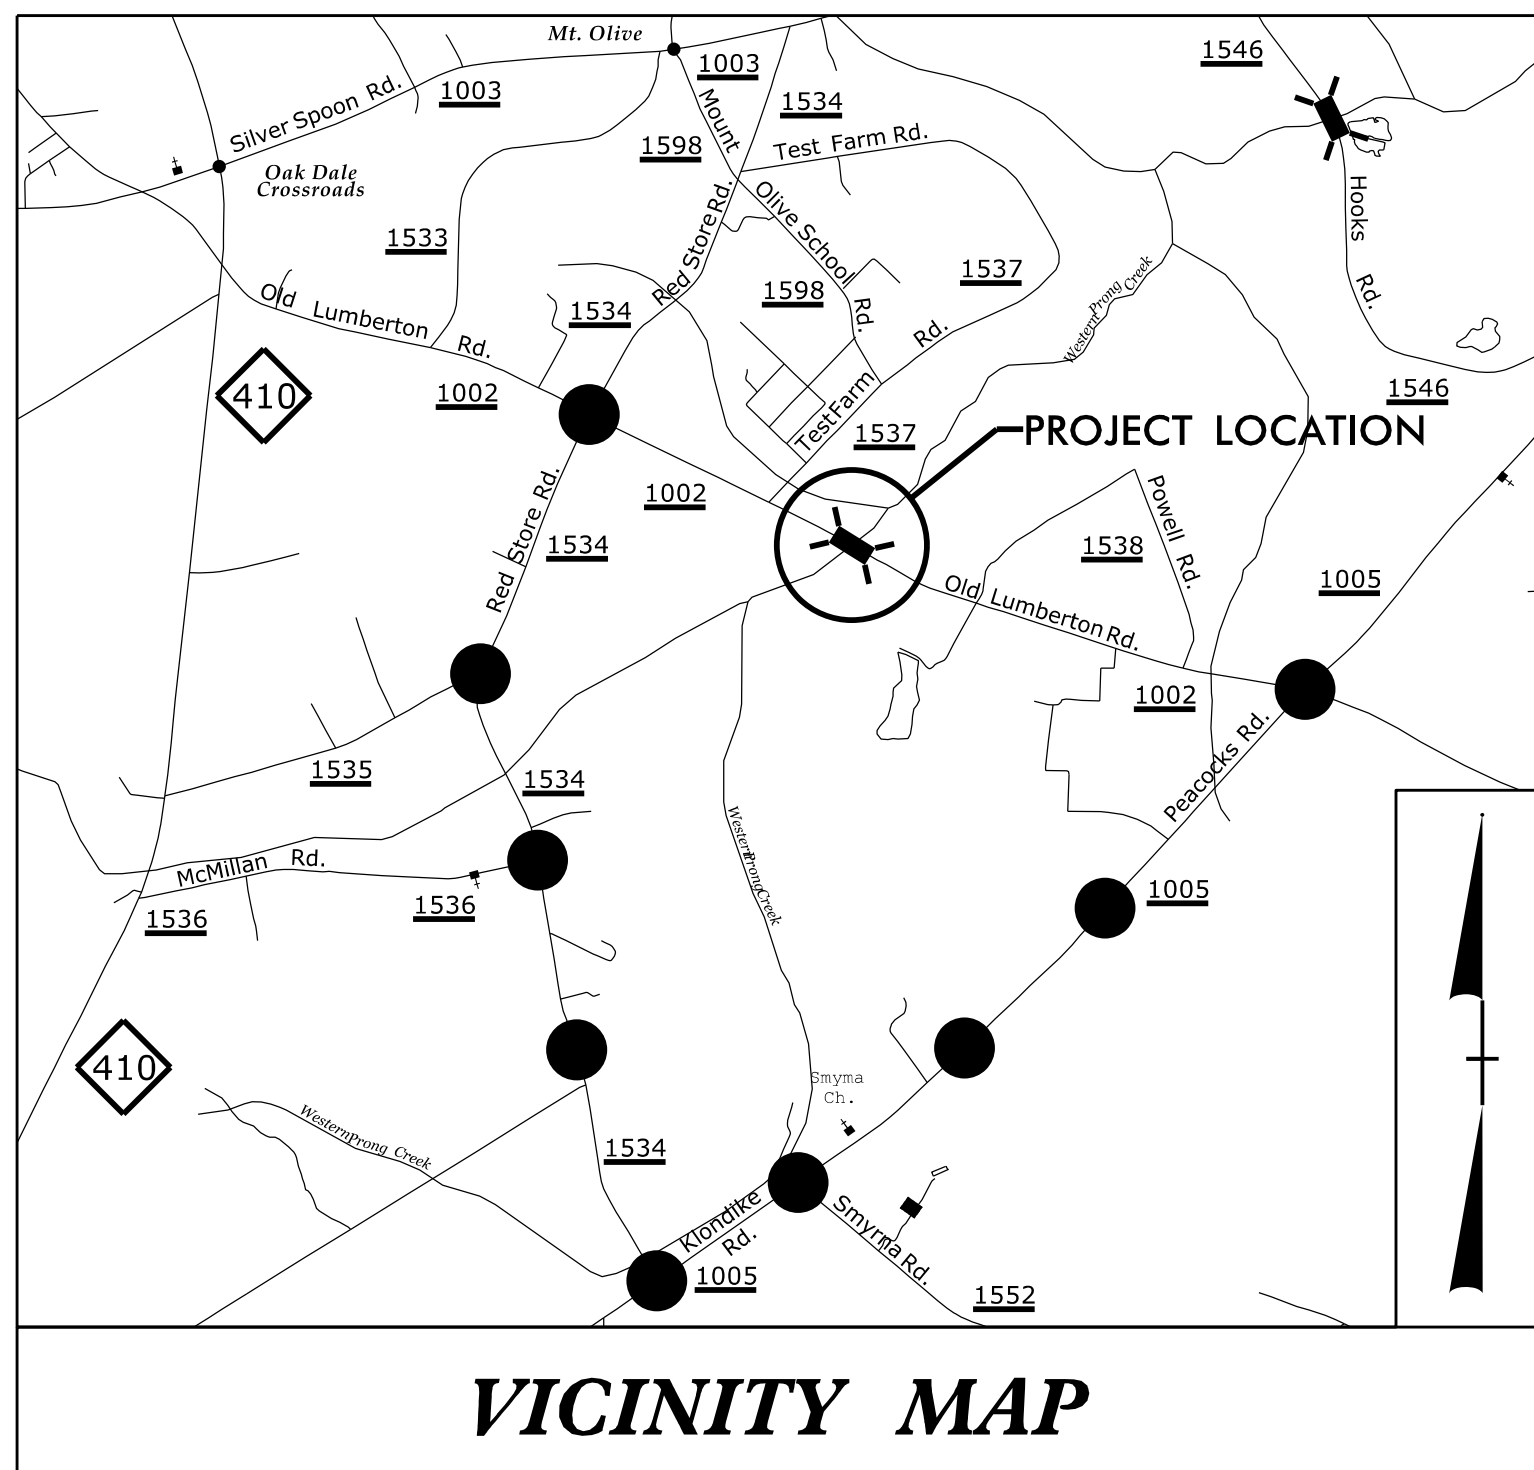 Mt. Olive
1546
1003
1003
1534
Silver Spoon Rd.
Mount
1598
Test Farm Rd.
Oak Dale
Crossroads
Hooks
Rd.
Olive School
Rd.
Red Store Rd.
1533
1537
Western Prong Creek
Old Lumberton Rd.
1598
1534
Rd.
410
1002
1546
Test Farm
1537
PROJECT LOCATION
1002
Red Store Rd.
1534
Powell Rd.
1538
Old Lumberton Rd.
1005
1002
Peacocks Rd.
1535
1534
Western Prong Creek
McMillan Rd.
1536
1536
1005
410
Smyma
Ch.
Western Prong Creek
1534
Klondike
Rd.
Smyrna Rd.
1005
1552
VICINITY MAP